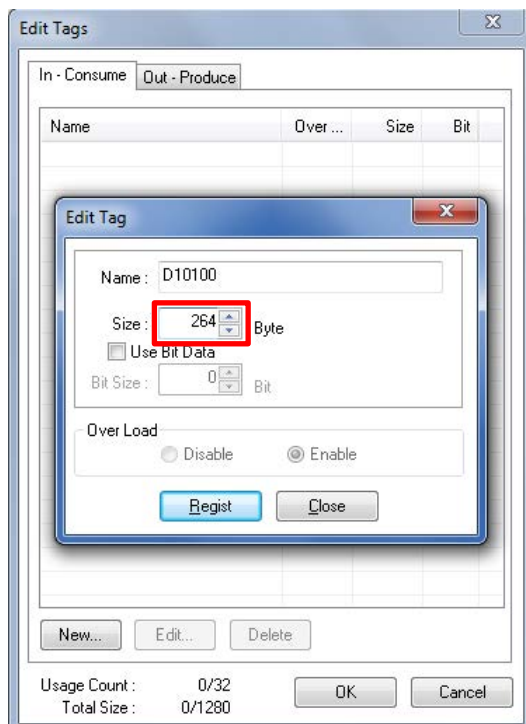 Edit Tags
In - Consume Out - Produce
Name Over ... Size Bit
Edit Tag
Name : D10100
Size : 264 Byte
Use Bit Data
Bit Size : 0 Bit
Over Load
Disable Enable
Regist Close
New... Edit... Delete
Usage Count : 0/32 OK Cancel
Total Size : 0/1280